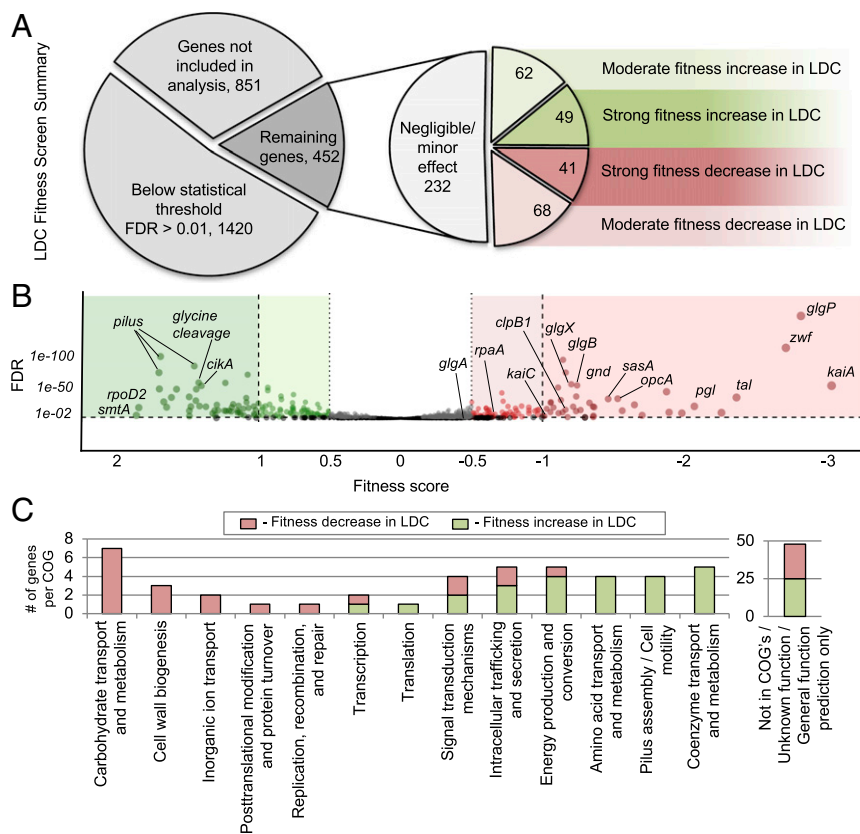 A
LDC Fitness Screen Summary
Genes not
included in
analysis, 851
Remaining
genes, 452
Below statistical
threshold
FDR > 0.01, 1420
Negligible/
minor
effect
232
62
49
41
68
Moderate fitness increase in LDC
Strong fitness increase in LDC
Strong fitness decrease in LDC
Moderate fitness decrease in LDC
B
FDR
1e-100
1e-50
1e-02
pilus
glycine
cleavage
cikA
rpoD2
smtA
glgA
rpaA
clpB1
kaiC
glgX
glgB
gnd
sasA
opcA
pgl
tal
zwf
glgP
kaiA
2
1
0.5
0
-0.5
-1
-2
-3
Fitness score
C
- Fitness decrease in LDC
- Fitness increase in LDC
# of genes
per COG
8
6
4
2
0
50
25
0
Carbohydrate transport
and metabolism
Cell wall biogenesis
Inorganic ion transport
Posttranslational modification
and protein turnover
Replication, recombination,
and repair
Transcription
Translation
Signal transduction
mechanisms
Intracellular trafficking
and secretion
Energy production and
conversion
Amino acid transport
and metabolism
Pilus assembly / Cell
motility
Coenzyme transport
and metabolism
Not in COG's /
Unknown function /
General function
prediction only